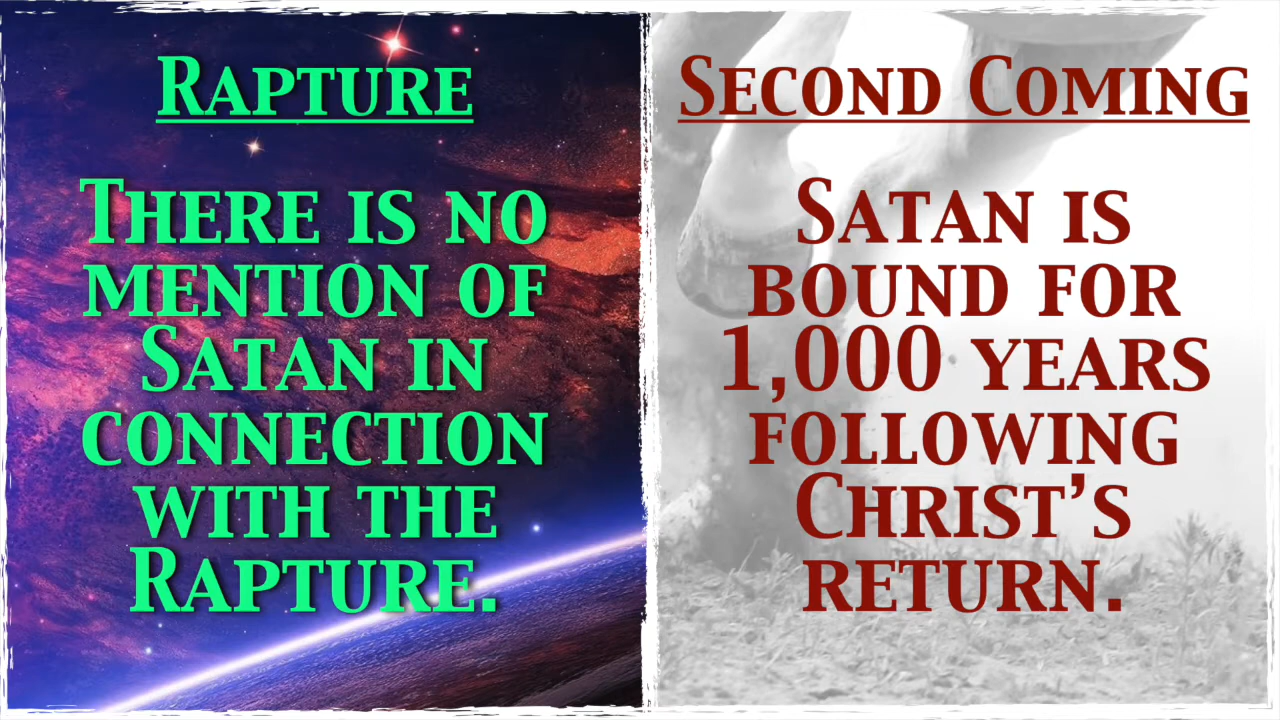 Rapture
There is no
mention of
Satan in
connection
with the
Rapture.
Second Coming
Satan is
bound for
1,000 years
following
Christ’s
return.